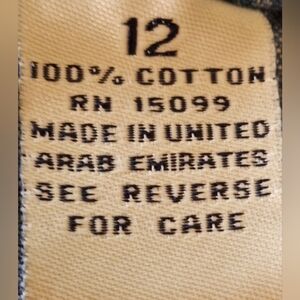 12
100% COTTON
RN 15099
MADE IN UNITED
ARAB EMIRATES
SEE REVERSE
FOR CARE